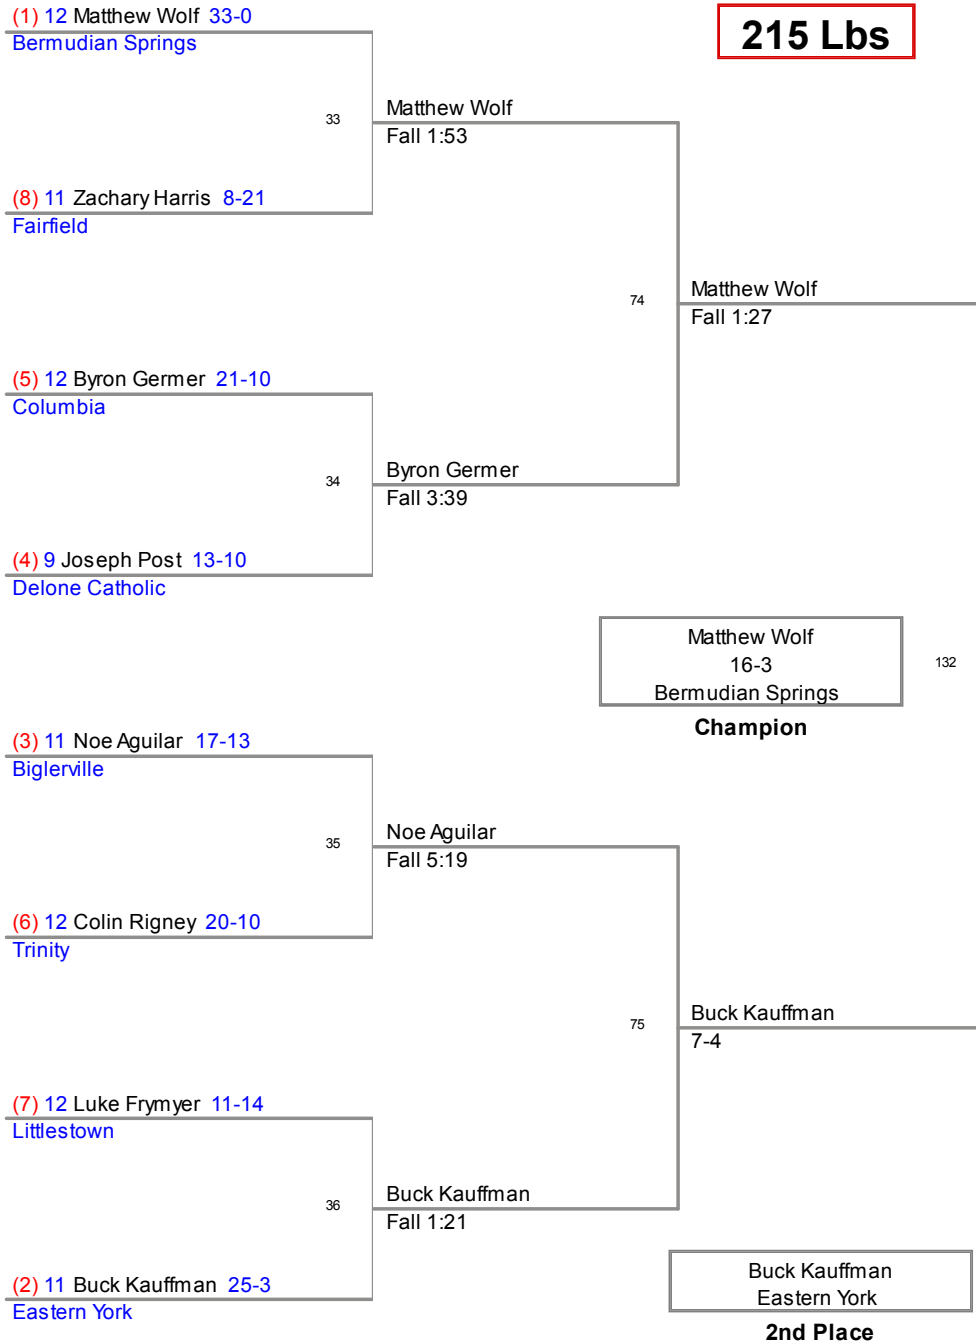 (1) 12 Matthew Wolf 33-0
Bermudian Springs
215 Lbs
33
Matthew Wolf
Fall 1:53
(8) 11 Zachary Harris 8-21
Fairfield
74
Matthew Wolf
Fall 1:27
(5) 12 Byron Germer 21-10
Columbia
34
Byron Germer
Fall 3:39
(4) 9 Joseph Post 13-10
Delone Catholic
Matthew Wolf
16-3
Bermudian Springs
132
Champion
(3) 11 Noe Aguilar 17-13
Biglerville
35
Noe Aguilar
Fall 5:19
(6) 12 Colin Rigney 20-10
Trinity
75
Buck Kauffman
7-4
(7) 12 Luke Frymyer 11-14
Littlestown
36
Buck Kauffman
Fall 1:21
(2) 11 Buck Kauffman 25-3
Eastern York
Buck Kauffman
Eastern York
2nd Place